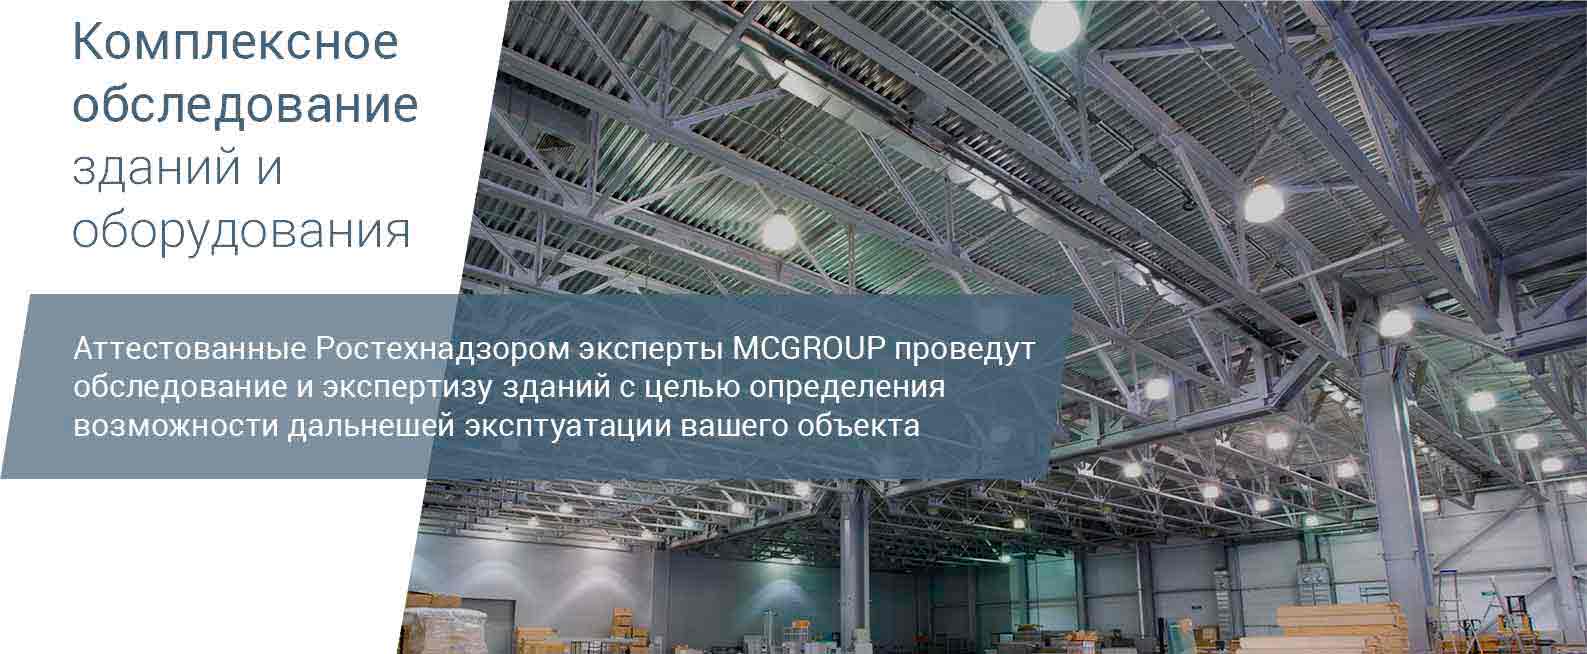 Комплексное
обследование
зданий и
оборудования
Аттестованные Ростехнадзором эксперты MCGROUP проведут
обследование и экспертизу зданий с целью определения
возможности дальнешей эксптуатации вашего объекта